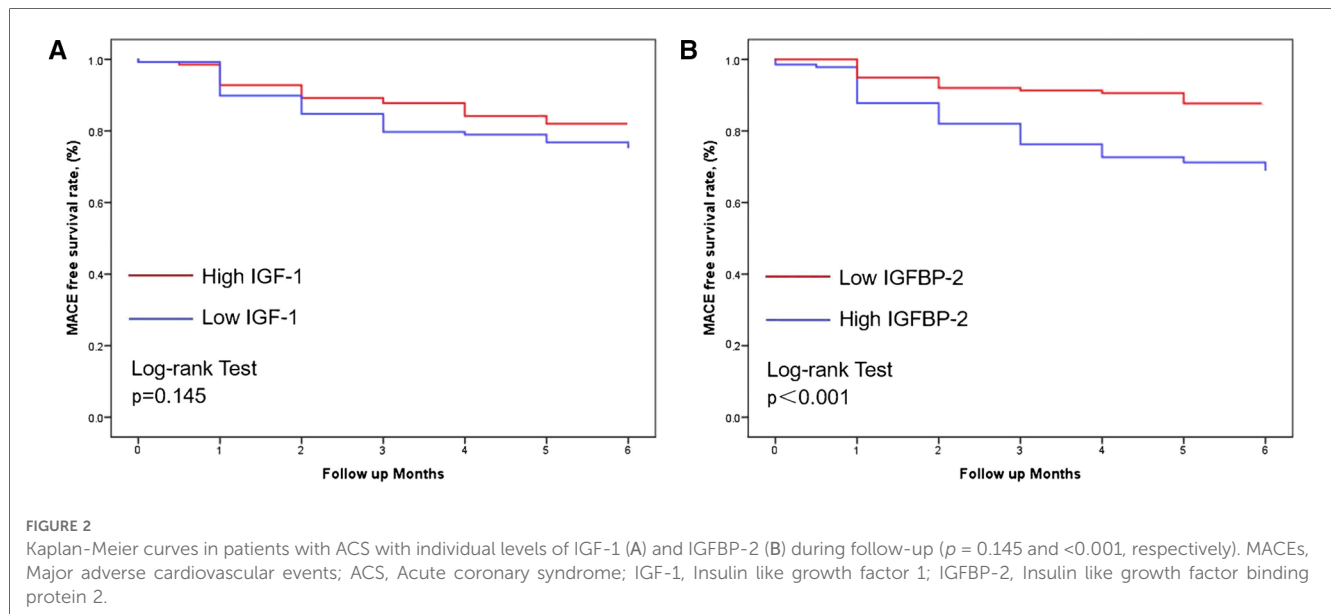 A
MACE free survival rate, (%)
1.0
0.8
0.6
0.4
0.2
0.0
High IGF-1
Low IGF-1
Log-rank Test
p=0.145
0 1 2 3 4 5 6
Follow up Months
B
MACE free survival rate, (%)
1.0
0.8
0.6
0.4
0.2
0.0
Low IGFBP-2
High IGFBP-2
Log-rank Test
p<0.001
0 1 2 3 4 5 6
Follow up Months
FIGURE 2
Kaplan-Meier curves in patients with ACS with individual levels of IGF-1 (A) and IGFBP-2 (B) during follow-up (p = 0.145 and <0.001, respectively). MACEs,
Major adverse cardiovascular events; ACS, Acute coronary syndrome; IGF-1, Insulin like growth factor 1; IGFBP-2, Insulin like growth factor binding
protein 2.